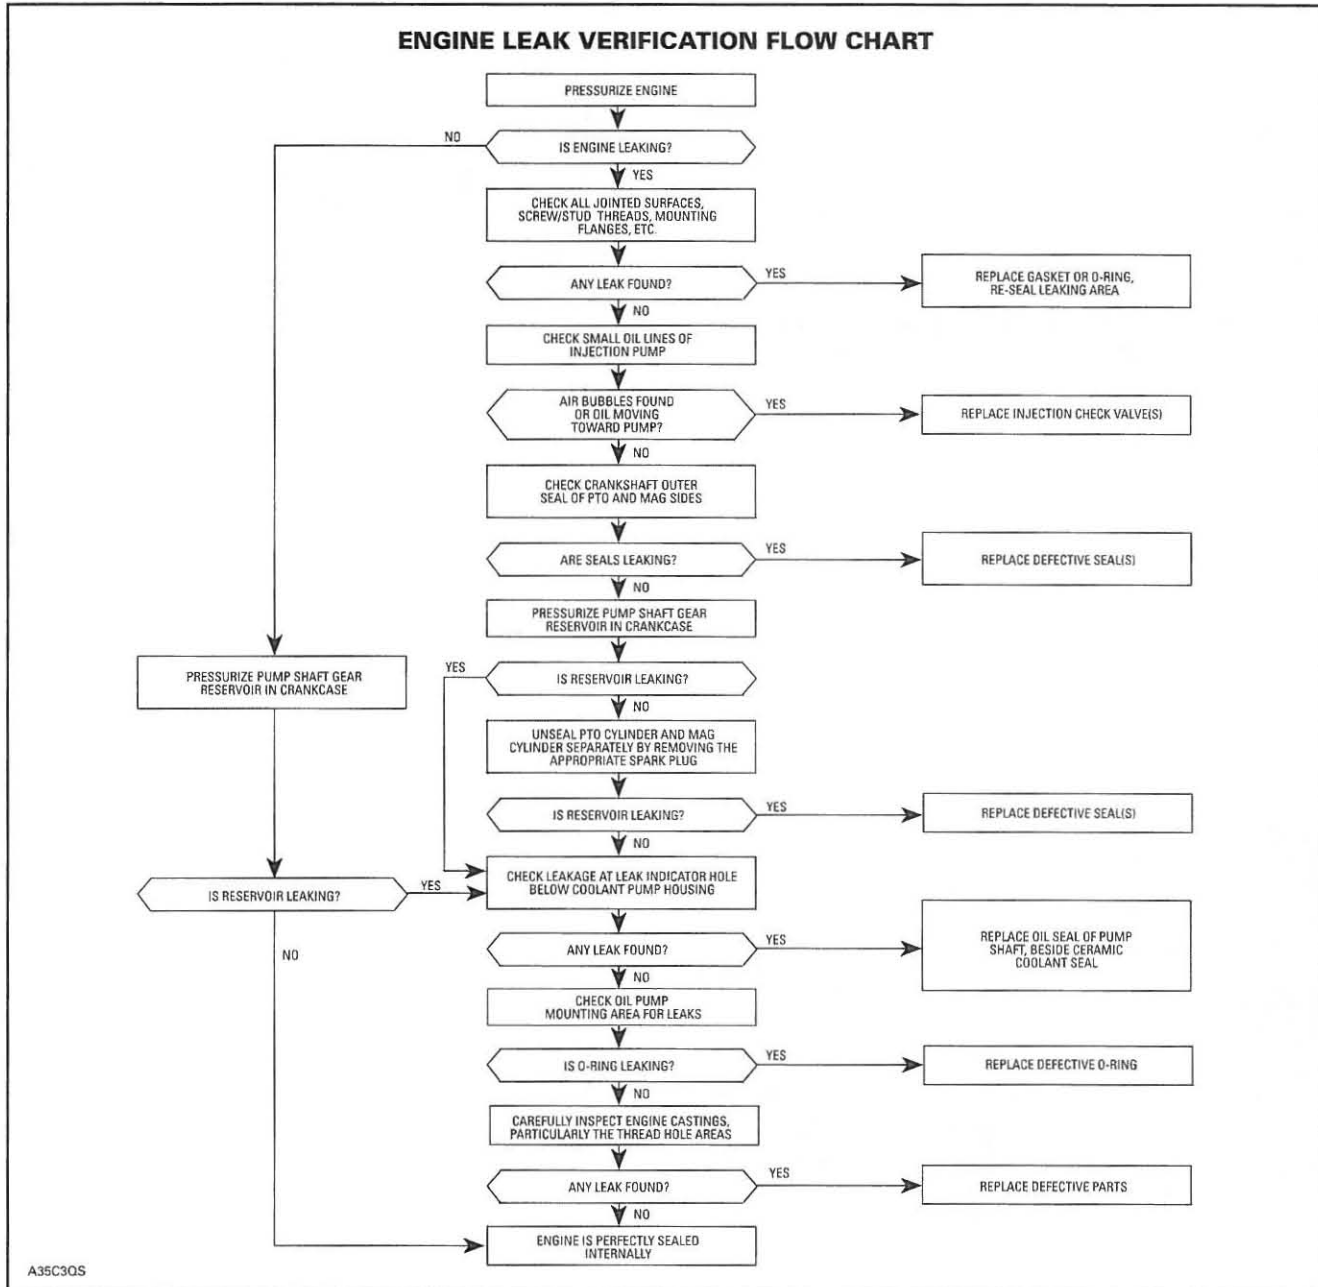 ENGINE LEAK VERIFICATION FLOW CHART
PRESSURIZE ENGINE
NO
IS ENGINE LEAKING?
YES
CHECK ALL JOINTED SURFACES,
SCREW/STUD THREADS, MOUNTING
FLANGES, ETC.
ANY LEAK FOUND?
YES
REPLACE GASKET OR O-RING,
RE-SEAL LEAKING AREA
NO
CHECK SMALL OIL LINES OF
INJECTION PUMP
AIR BUBBLES FOUND
OR OIL MOVING
TOWARD PUMP?
YES
REPLACE INJECTION CHECK VALVE(S)
NO
CHECK CRANKSHAFT OUTER
SEAL OF PTO AND MAG SIDES
ARE SEALS LEAKING?
YES
REPLACE DEFECTIVE SEAL(S)
NO
PRESSURIZE PUMP SHAFT GEAR
RESERVOIR IN CRANKCASE
PRESSURIZE PUMP SHAFT GEAR
RESERVOIR IN CRANKCASE
YES
IS RESERVOIR LEAKING?
NO
UNSEAL PTO CYLINDER AND MAG
CYLINDER SEPARATELY BY REMOVING THE
APPROPRIATE SPARK PLUG
IS RESERVOIR LEAKING?
YES
REPLACE DEFECTIVE SEAL(S)
NO
IS RESERVOIR LEAKING?
YES
CHECK LEAKAGE AT LEAK INDICATOR HOLE
BELOW COOLANT PUMP HOUSING
NO
ANY LEAK FOUND?
YES
REPLACE OIL SEAL OF PUMP
SHAFT, BESIDE CERAMIC
COOLANT SEAL
NO
CHECK OIL PUMP
MOUNTING AREA FOR LEAKS
IS O-RING LEAKING?
YES
REPLACE DEFECTIVE O-RING
NO
CAREFULLY INSPECT ENGINE CASTINGS,
PARTICULARLY THE THREAD HOLE AREAS
ANY LEAK FOUND?
YES
REPLACE DEFECTIVE PARTS
NO
ENGINE IS PERFECTLY SEALED
INTERNALLY
A35C3QS